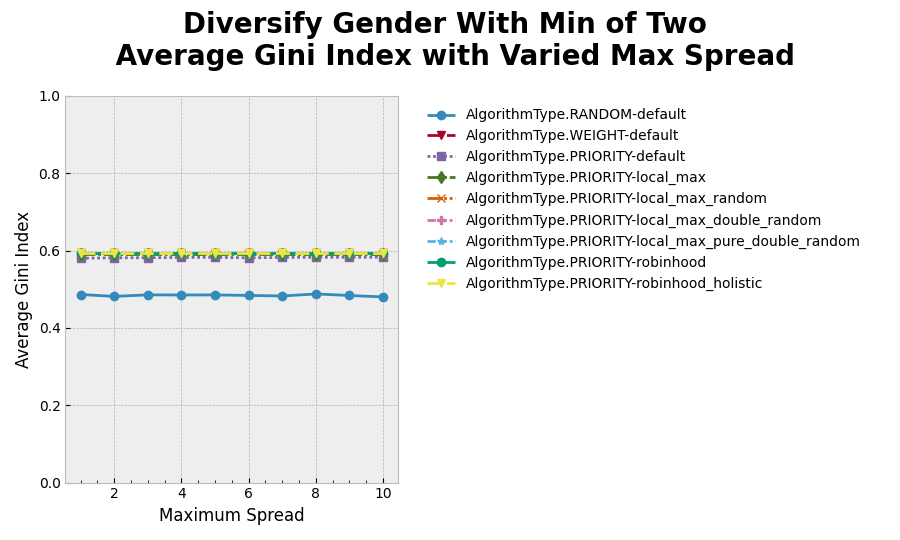 Diversify Gender With Min of Two
Average Gini Index with Varied Max Spread
1.0
0.8
0.6
0.4
0.2
0.0
Average Gini Index
2 4 6 8 10
Maximum Spread
AlgorithmType.RANDOM-default
AlgorithmType.WEIGHT-default
AlgorithmType.PRIORITY-default
AlgorithmType.PRIORITY-local_max
AlgorithmType.PRIORITY-local_max_random
AlgorithmType.PRIORITY-local_max_double_random
AlgorithmType.PRIORITY-local_max_pure_double_random
AlgorithmType.PRIORITY-robinhood
AlgorithmType.PRIORITY-robinhood_holistic